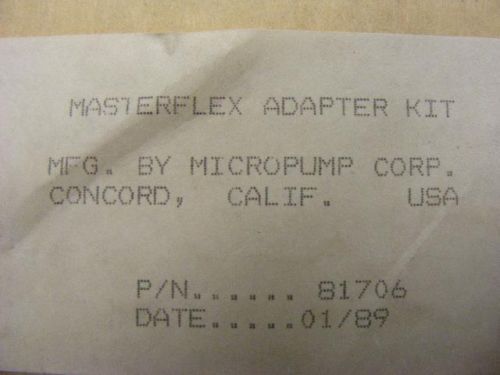 MASTERFLEX ADAPTER KIT
MFG. BY MICROPUMP CORP.
CONCORD, CALIF. USA
P/N...... 81706
DATE.....01/89